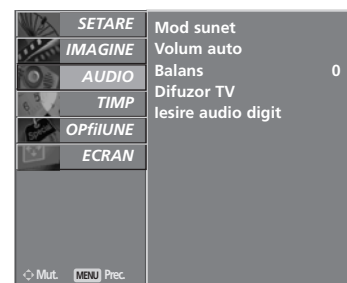 SETARE
IMAGINE
AUDIO
TIMP
OPfiIUNE
ECRAN
Mod sunet
Volum auto
Balans 0
Difuzor TV
Iesire audio digit
Mut. MENU Prec.